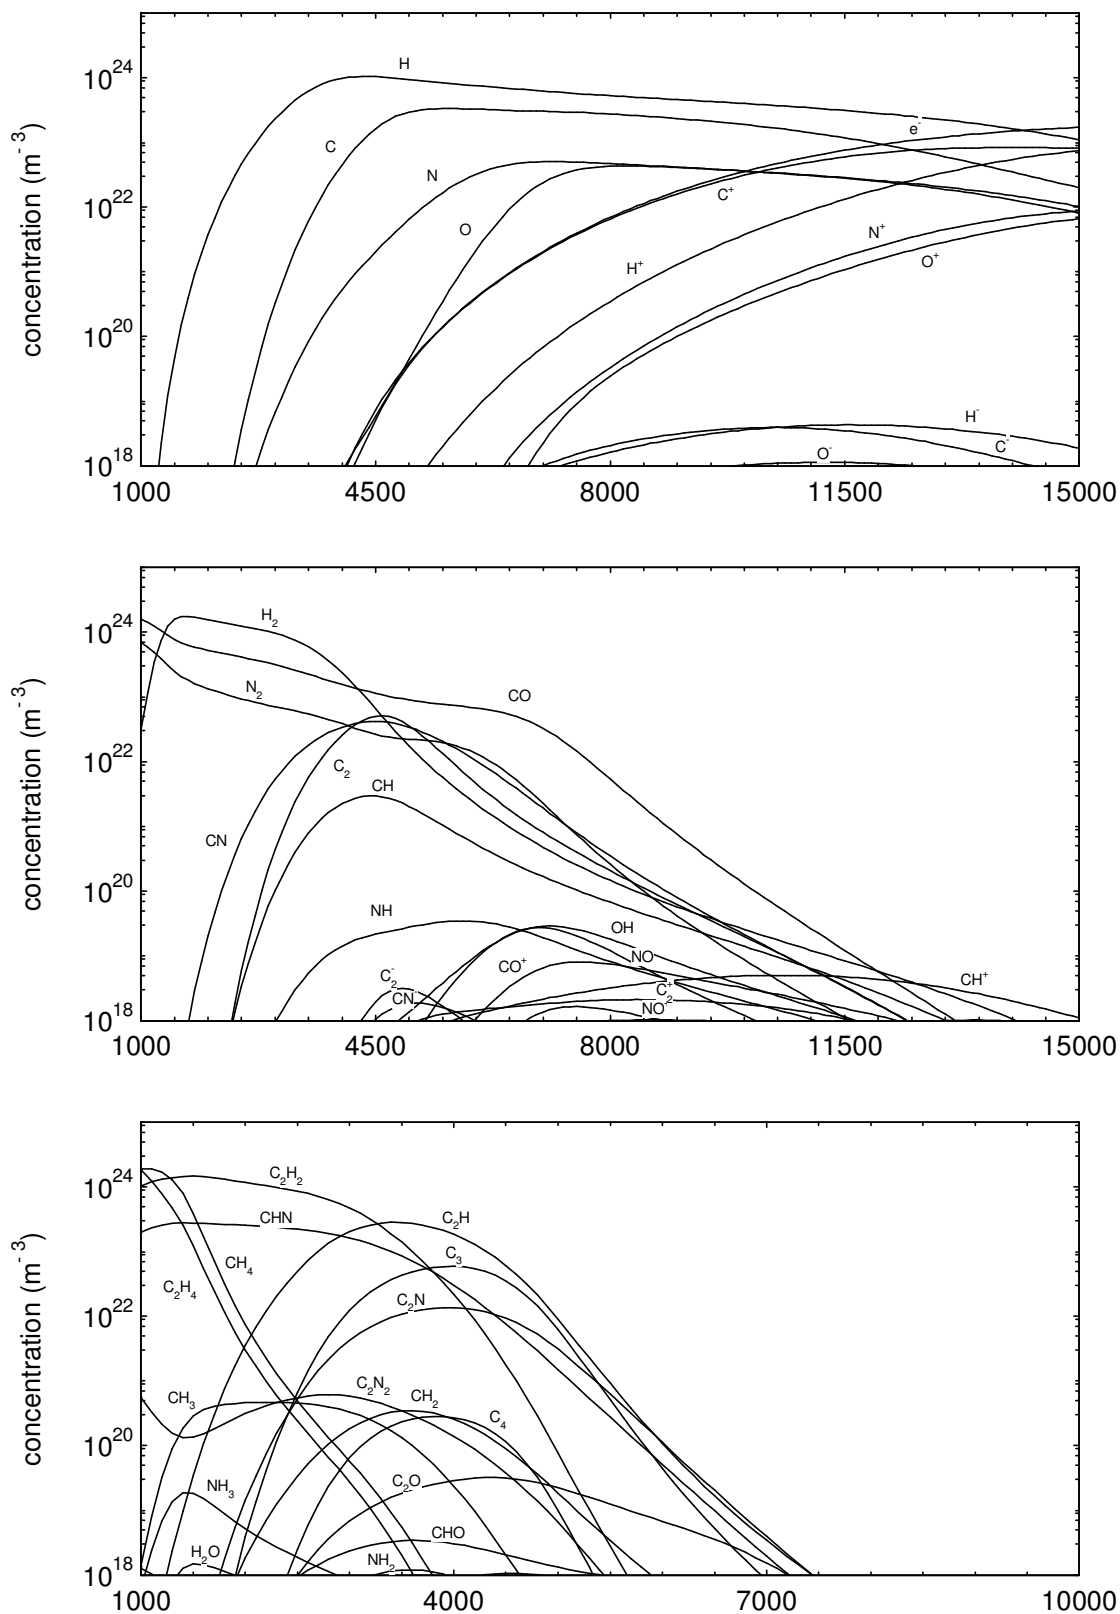 10^24
10^22
10^20
10^18
concentration (m^-3)
H
C
N
O
e^-
C^+
H^+
N^+
O^+
H^-
C^-
O^-
1000 4500 8000 11500 15000
10^24
10^22
10^20
10^18
concentration (m^-3)
H_2
N_2
CO
C_2
CH
CN
NH
OH
NO
CO^+
C_2^-
CN^-
C_2^+
NO
CH^+
1000 4500 8000 11500 15000
10^24
10^22
10^20
10^18
concentration (m^-3)
C_2H_2
CHN
C_2H
CH_4
C_3
C_2H_4
C_2N
C_2N_2
CH_3
CH_2
C_4
NH_3
C_2O
CHO
H_2O
NH_2
1000 4000 7000 10000